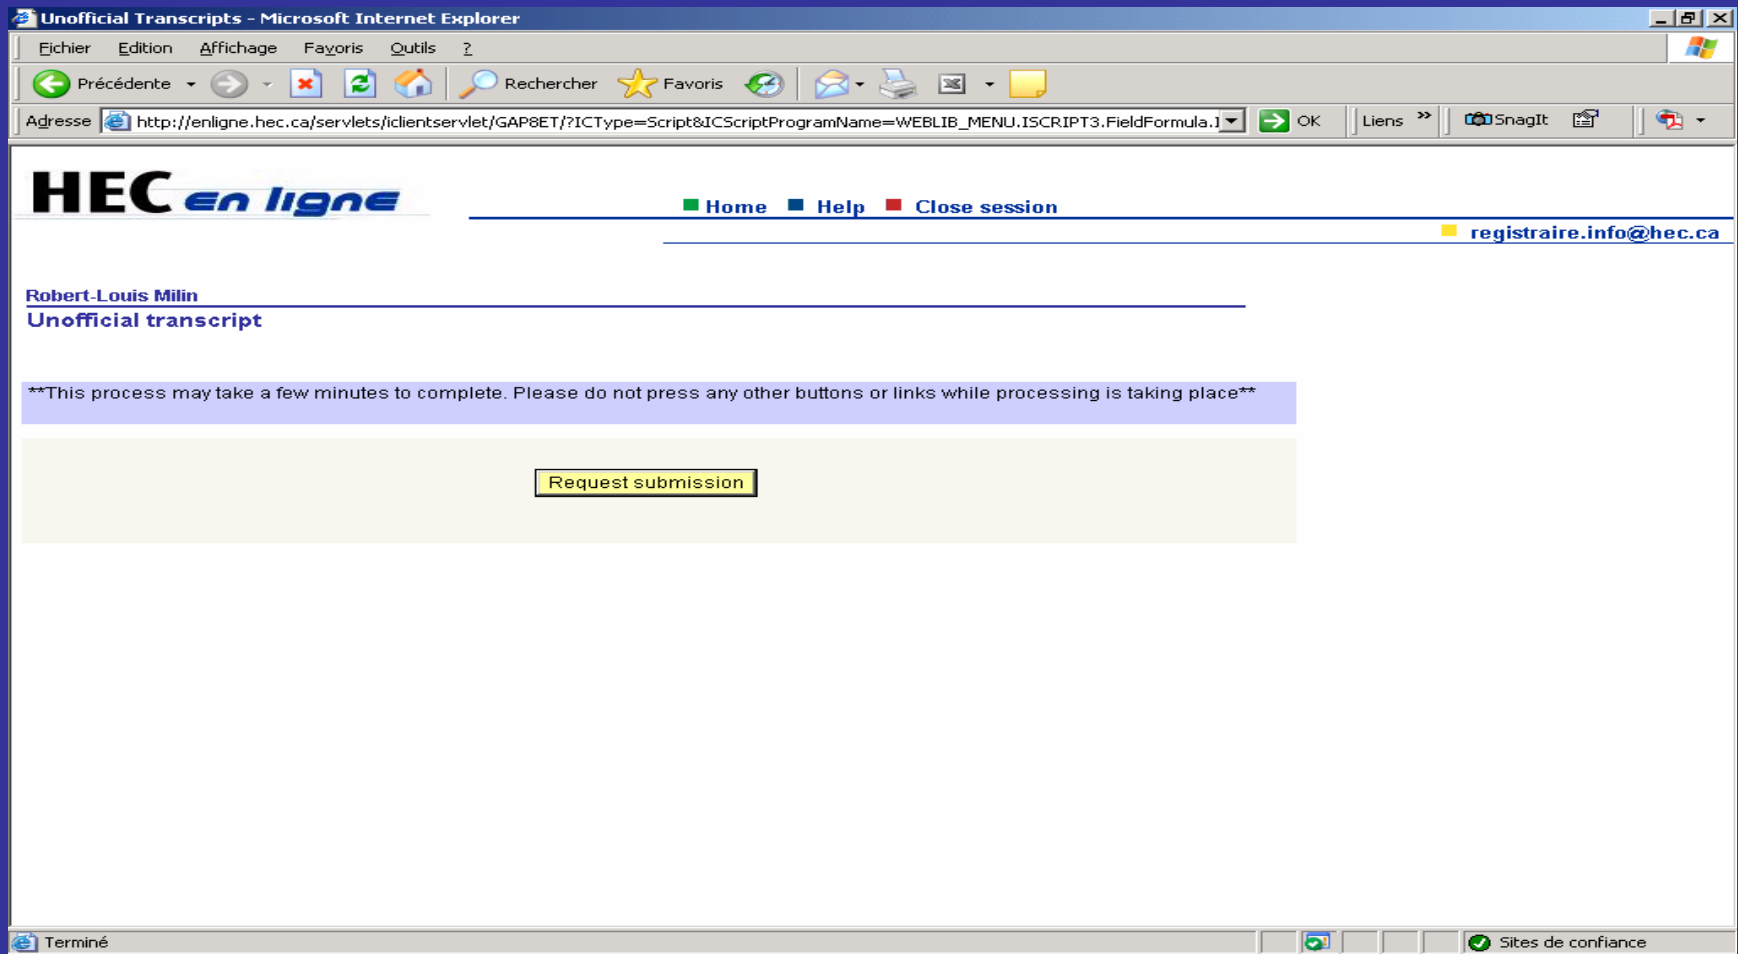 Unofficial Transcripts - Microsoft Internet Explorer
Fichier Edition Affichage Favoris Outils ?
Précédente Rechercher Favoris
Adresse http://enligne.hec.ca/servlets/iclientservlet/GAP8ET/?ICType=Script&ICScriptProgramName=WEBLIB_MENU.ISCRIPT3.FieldFormula.I OK Liens » SnagIt
HEC en ligne
Home Help Close session
registraire.info@hec.ca
Robert-Louis Milin
Unofficial transcript
**This process may take a few minutes to complete. Please do not press any other buttons or links while processing is taking place**
Request submission
Terminé Sites de confiance